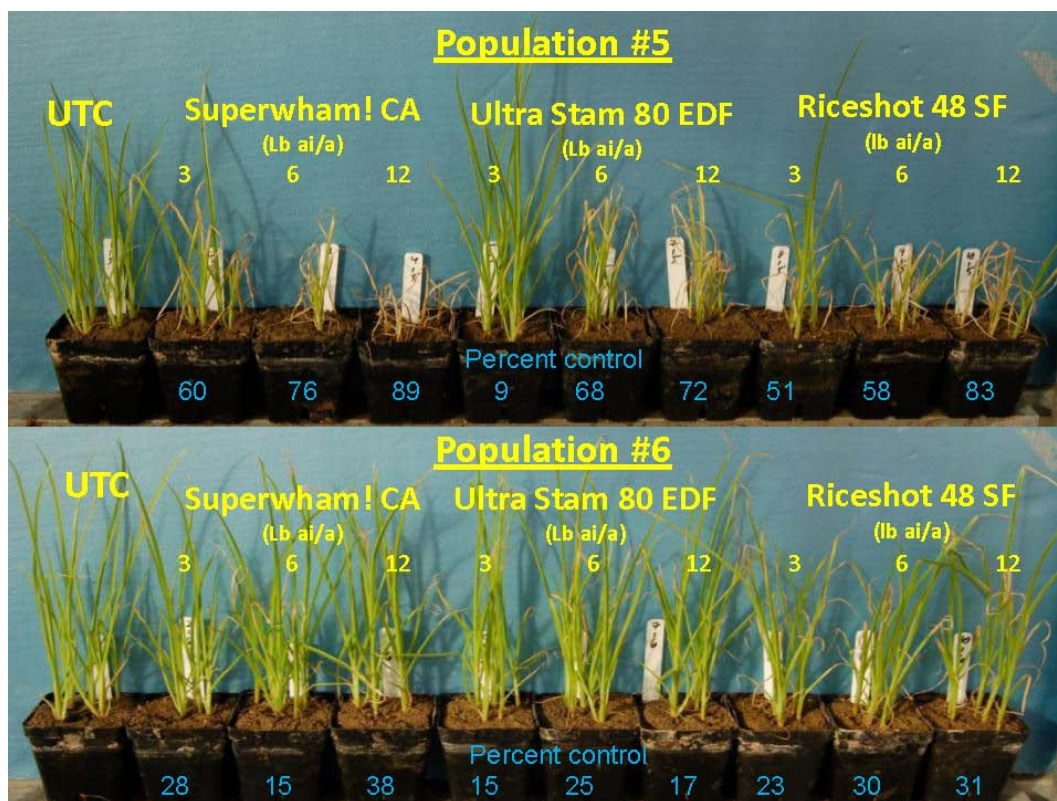 Population #5
UTC
Superwham! CA
(Lb ai/a)
3 6 12
Ultra Stam 80 EDF
(Lb ai/a)
3 6 12
Riceshot 48 SF
(lb ai/a)
3 6 12
Percent control
60 76 89 9 68 72 51 58 83
Population #6
UTC
Superwham! CA
(Lb ai/a)
3 6 12
Ultra Stam 80 EDF
(Lb ai/a)
3 6 12
Riceshot 48 SF
(lb ai/a)
3 6 12
Percent control
28 15 38 15 25 17 23 30 31